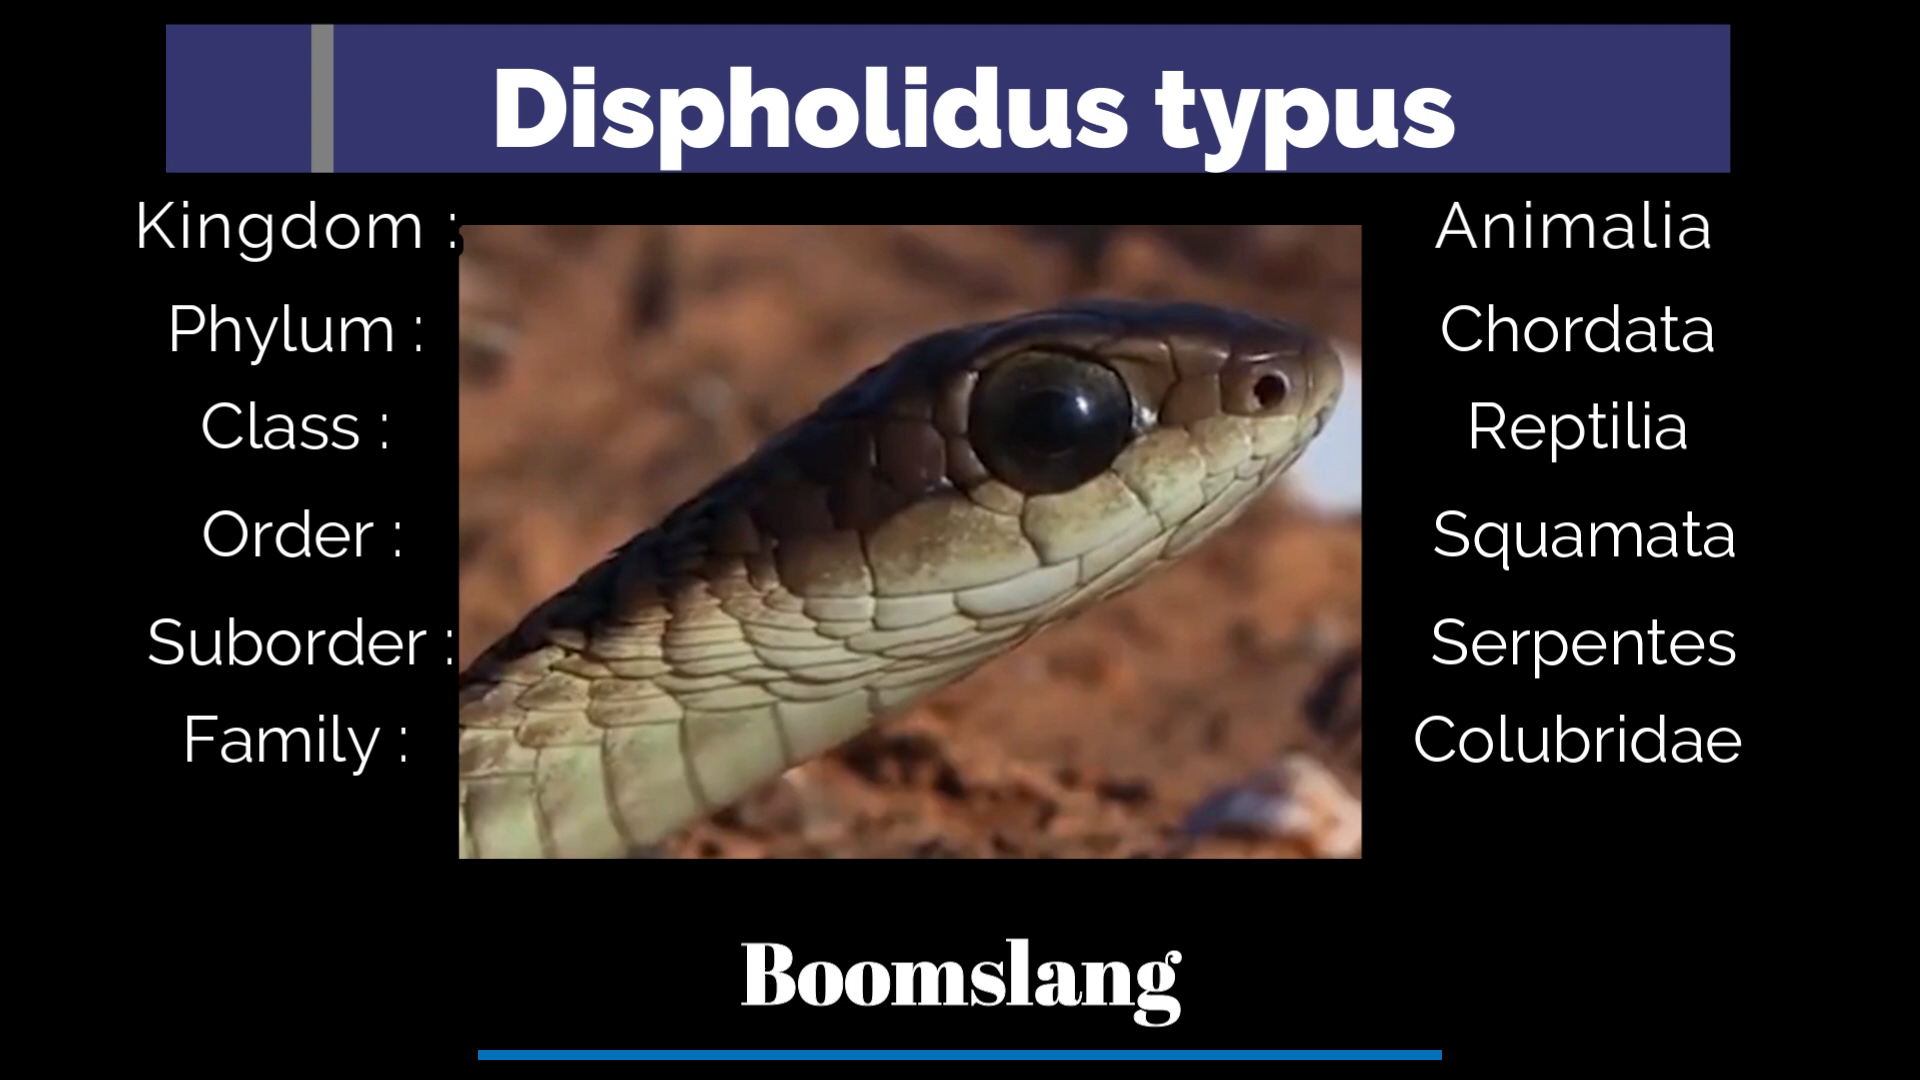 Dispholidus typus
Kingdom : Animalia
Phylum : Chordata
Class : Reptilia
Order : Squamata
Suborder : Serpentes
Family : Colubridae
Boomslang